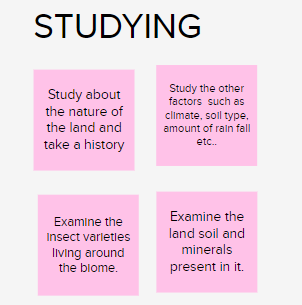 STUDYING
Study about
the nature of
the land and
take a history
Study the other
factors such as
climate, soil type,
amount of rain fall
etc..
Examine the
insect varieties
living around
the biome.
Examine the
land soil and
minerals
present in it.